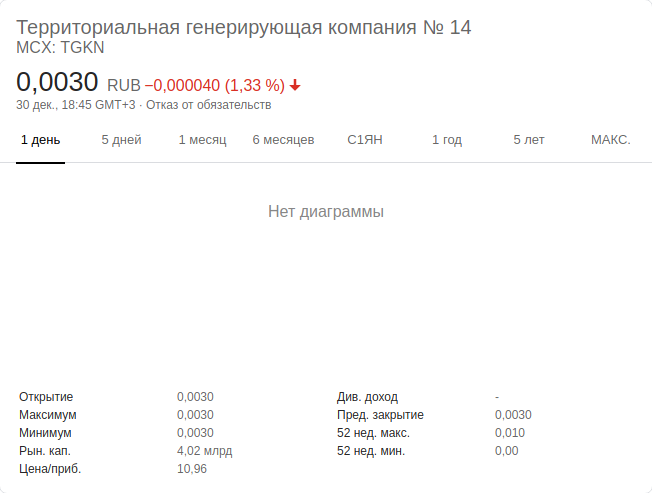 Территориальная генерирующая компания № 14
MCX: TGKN
0,0030 RUB −0,000040 (1,33 %)
30 дек., 18:45 GMT+3 · Отказ от обязательств
1 день 5 дней 1 месяц 6 месяцев С1ЯН 1 год 5 лет МАКС.
Нет диаграммы
Открытие 0,0030 Див. доход -
Максимум 0,0030 Пред. закрытие 0,0030
Минимум 0,0030 52 нед. макс. 0,010
Рын. кап. 4,02 млрд 52 нед. мин. 0,00
Цена/приб. 10,96